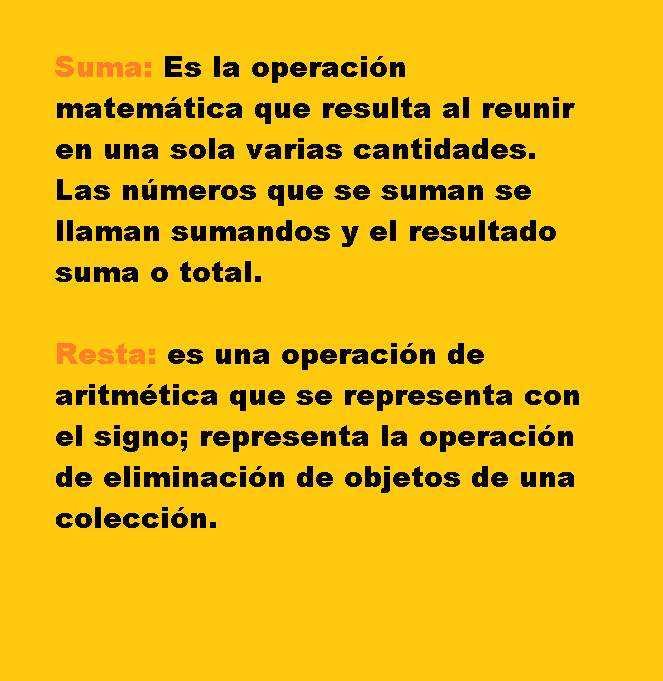 Suma: Es la operación
matemática que resulta al reunir
en una sola varias cantidades.
Las números que se suman se
llaman sumandos y el resultado
suma o total.
Resta: es una operación de
aritmética que se representa con
el signo; representa la operación
de eliminación de objetos de una
colección.